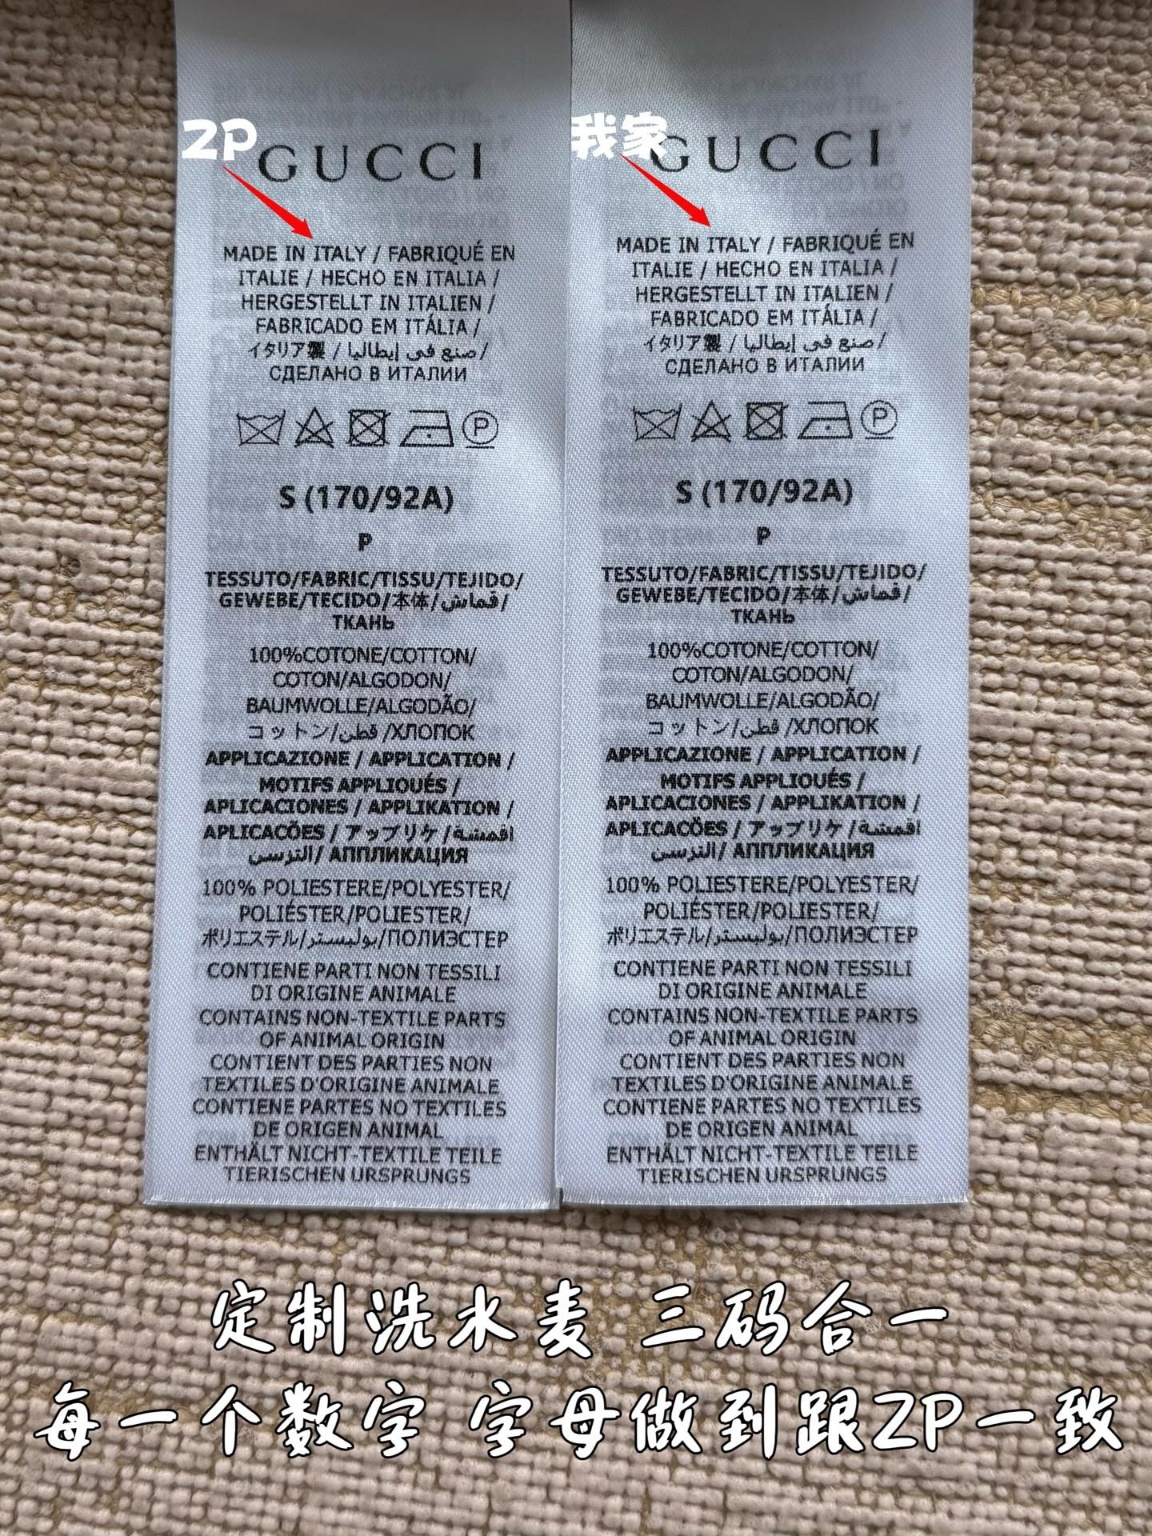 ZP
GUCCI
MADE IN ITALY / FABRIQUÉ EN
ITALIE / HECHO EN ITALIA /
HERGESTELLT IN ITALIEN /
FABRICADO EM ITÁLIA /
イタリア製 / صنع في إيطاليا /
СДЕЛАНО В ИТАЛИИ
P
S (170/92A)
P
TESSUTO/FABRIC/TISSU/TEJIDO/
GEWEBE/TECIDO/本体/قماش/
ТКАНЬ
100%COTONE/COTTON/
COTON/ALGODON/
BAUMWOLLE/ALGODÃO/
コットン/قطن /ХЛОПОК
APPLICAZIONE / APPLICATION /
MOTIFS APPLIQUÉS /
APLICACIONES / APPLIKATION /
APLICACÕES / アップリケ /اقمشة
التزسن/ АППЛИКАЦИЯ
100% POLIESTERE/POLYESTER/
POLIÉSTER/POLIESTER/
ポリエステル/بوليستر/ПОЛИЭСТЕР
CONTIENE PARTI NON TESSILI
DI ORIGINE ANIMALE
CONTAINS NON-TEXTILE PARTS
OF ANIMAL ORIGIN
CONTIENT DES PARTIES NON
TEXTILES D'ORIGINE ANIMALE
CONTIENE PARTES NO TEXTILES
DE ORIGEN ANIMAL
ENTHÄLT NICHT-TEXTILE TEILE
TIERISCHEN URSPRUNGS
我家
GUCCI
MADE IN ITALY / FABRIQUÉ EN
ITALIE / HECHO EN ITALIA /
HERGESTELLT IN ITALIEN /
FABRICADO EM ITÁLIA /
イタリア製 / صنع في إيطاليا /
СДЕЛАНО В ИТАЛИИ
P
S (170/92A)
P
TESSUTO/FABRIC/TISSU/TEJIDO/
GEWEBE/TECIDO/本体/قماش/
ТКАНЬ
100%COTONE/COTTON/
COTON/ALGODON/
BAUMWOLLE/ALGODÃO/
コットン/قطن /ХЛОПОК
APPLICAZIONE / APPLICATION /
MOTIFS APPLIQUÉS /
APLICACIONES / APPLIKATION /
APLICACÕES / アップリケ /اقمشة
التزسن/ АППЛИКАЦИЯ
100% POLIESTERE/POLYESTER/
POLIÉSTER/POLIESTER/
ポリエステル/بوليستر/ПОЛИЭСТЕР
CONTIENE PARTI NON TESSILI
DI ORIGINE ANIMALE
CONTAINS NON-TEXTILE PARTS
OF ANIMAL ORIGIN
CONTIENT DES PARTIES NON
TEXTILES D'ORIGINE ANIMALE
CONTIENE PARTES NO TEXTILES
DE ORIGEN ANIMAL
ENTHÄLT NICHT-TEXTILE TEILE
TIERISCHEN URSPRUNGS
定制洗水麦 三码合一
每一个数字 字母做到跟ZP一致